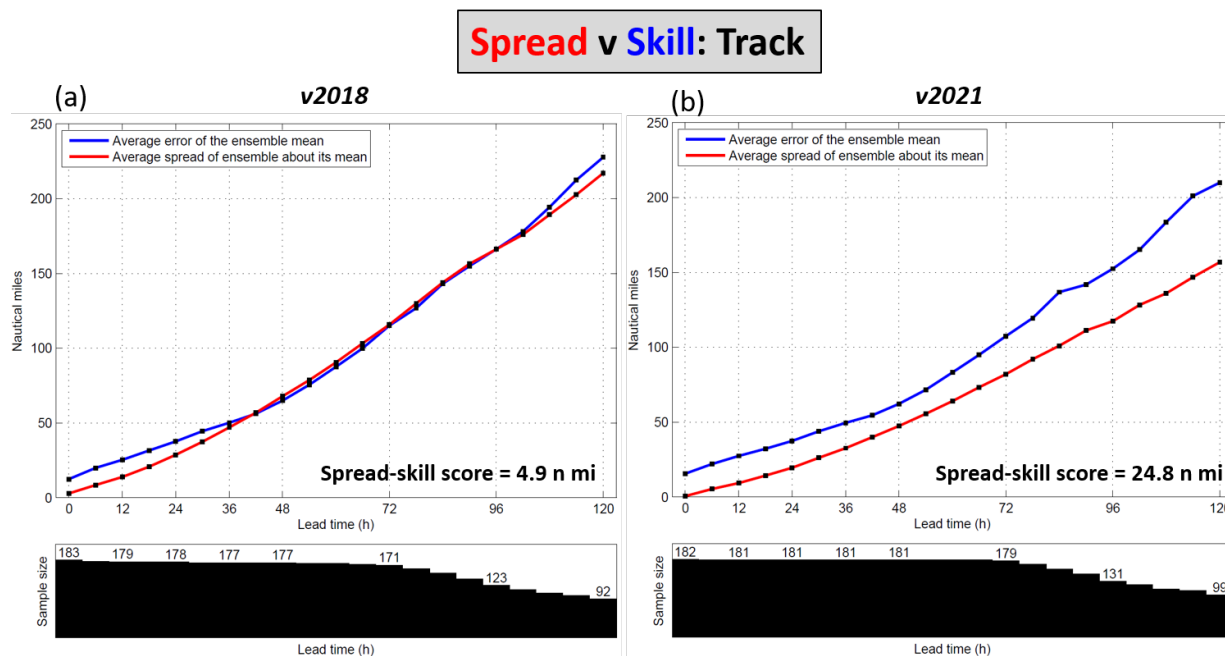 Spread v Skill: Track
(a) v2018
250
200
150
100
50
0
Nautical miles
Average error of the ensemble mean
Average spread of ensemble about its mean
Spread-skill score = 4.9 n mi
0 12 24 36 48 72 96 120
Lead time (h)
Sample size
183 179 178 177 177 171 123 92
Lead time (h)
(b) v2021
250
200
150
100
50
0
Nautical miles
Average error of the ensemble mean
Average spread of ensemble about its mean
Spread-skill score = 24.8 n mi
0 12 24 36 48 72 96 120
Lead time (h)
Sample size
182 181 181 181 181 179 131 99
Lead time (h)